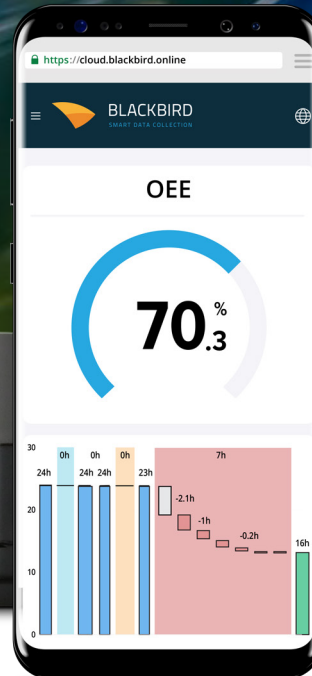 https://cloud.blackbird.online
BLACKBIRD
SMART DATA COLLECTION
OEE
70.3%
30
0h 0h 0h 7h
24h 24h 24h 23h
-2.1h
20
-1h
-0.2h
16h
10
0